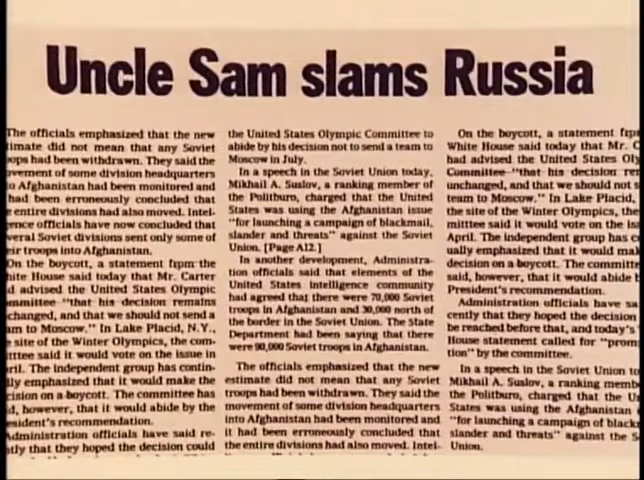 Uncle Sam slams Russia
The officials emphasized that the new
timate did not mean that any Soviet
oops had been withdrawn. They said the
ovement of some division headquarters
to Afghanistan had been monitored and
had been erroneously concluded that
e entire divisions had also moved. Intel-
ence officials have now concluded that
veral Soviet divisions sent only some of
eir troops into Afghanistan.
On the boycott, a statement from the
hite House said today that Mr. Carter
d advised the United States Olympic
mmittee "that his decision remains
changed, and that we should not send a
am to Moscow." In Lake Placid, N.Y.,
e site of the Winter Olympics, the com-
ttee said it would vote on the issue in
ril. The independent group has contin-
lly emphasized that it would make the
cision on a boycott. The committee has
d, however, that it would abide by the
esident's recommendation.
Administration officials have said re-
tly that they hoped the decision could
the United States Olympic Committee to
abide by his decision not to send a team to
Moscow in July.
In a speech in the Soviet Union today,
Mikhail A. Suslov, a ranking member of
the Politburo, charged that the United
States was using the Afghanistan issue
"for launching a campaign of blackmail,
slander and threats" against the Soviet
Union. [Page A12.]
In another development, Administra-
tion officials said that elements of the
United States intelligence community
had agreed that there were 70,000 Soviet
troops in Afghanistan and 30,000 north of
the border in the Soviet Union. The State
Department had been saying that there
were 90,000 Soviet troops in Afghanistan.
The officials emphasized that the new
estimate did not mean that any Soviet
troops had been withdrawn. They said the
movement of some division headquarters
into Afghanistan had been monitored and
it had been erroneously concluded that
the entire divisions had also moved. Intel-
On the boycott, a statement from
White House said today that Mr. C
had advised the United States Ol
Committee "that his decision re
unchanged, and that we should not s
team to Moscow." In Lake Placid,
the site of the Winter Olympics, the
mittee said it would vote on the iss
April. The independent group has c
ually emphasized that it would mak
decision on a boycott. The committe
said, however, that it would abide b
President's recommendation.
Administration officials have sa
cently that they hoped the decision
be reached before that, and today's
House statement called for "prom
tion" by the committee.
In a speech in the Soviet Union to
Mikhail A. Suslov, a ranking memb
the Politburo, charged that the U
States was using the Afghanistan
"for launching a campaign of black
slander and threats" against the S
Union.